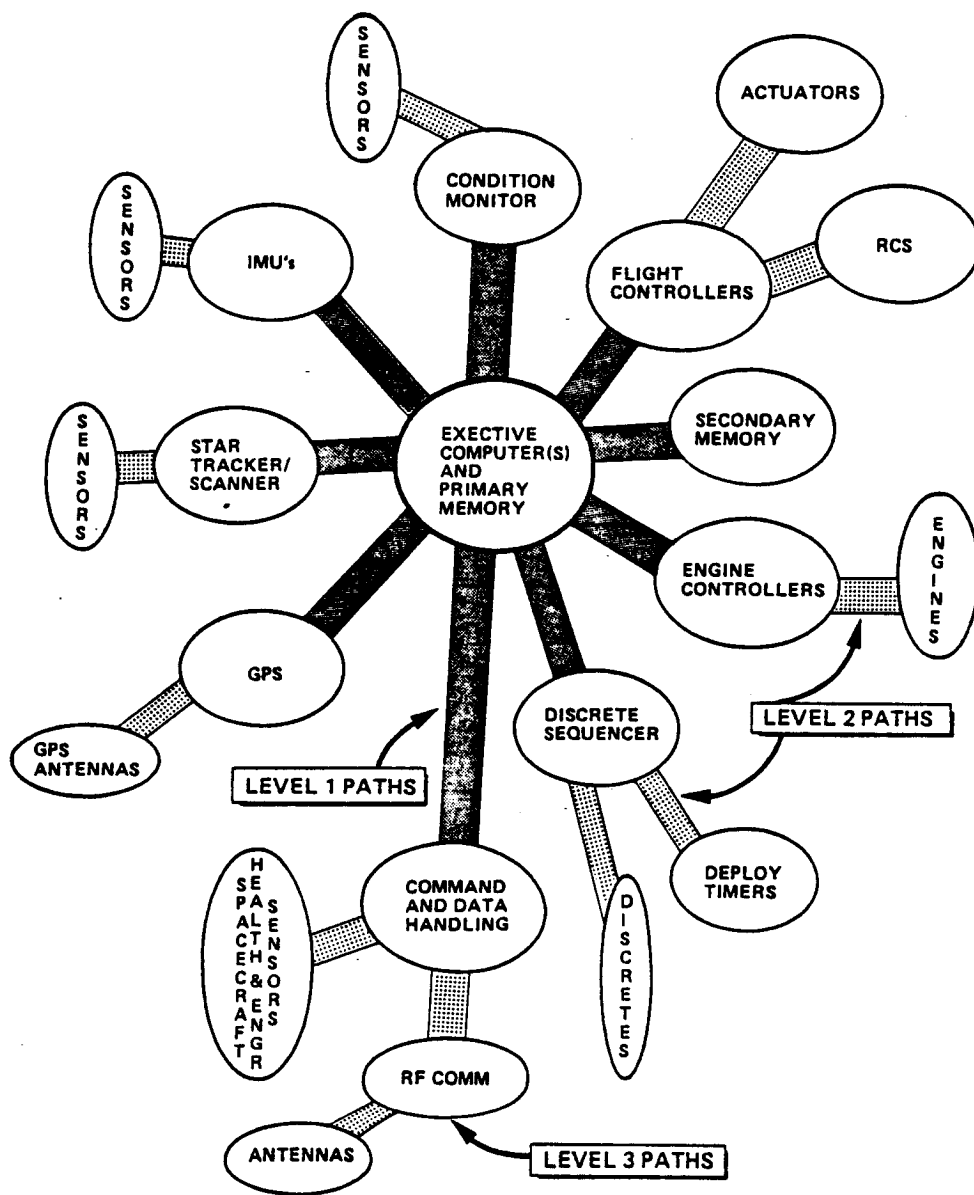 SENSORS
ACTUATORS
CONDITION
MONITOR
SENSORS
IMU's
FLIGHT
CONTROLLERS
RCS
SENSORS
STAR
TRACKER/
SCANNER
EXECTIVE
COMPUTER(S)
AND
PRIMARY
MEMORY
SECONDARY
MEMORY
ENGINE
CONTROLLERS
ENGINES
GPS
GPS
ANTENNAS
LEVEL 1 PATHS
DISCRETE
SEQUENCER
LEVEL 2 PATHS
SPACECRAFT
HEALTH & ENGR
SENSORS
COMMAND
AND DATA
HANDLING
DISCRETES
DEPLOY
TIMERS
RF COMM
ANTENNAS
LEVEL 3 PATHS